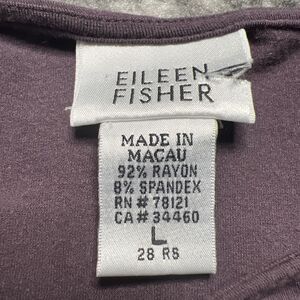 EILEEN
FISHER
MADE IN
MACAU
92% RAYON
8% SPANDEX
RN# 78121
CA# 34460
L
28 RS